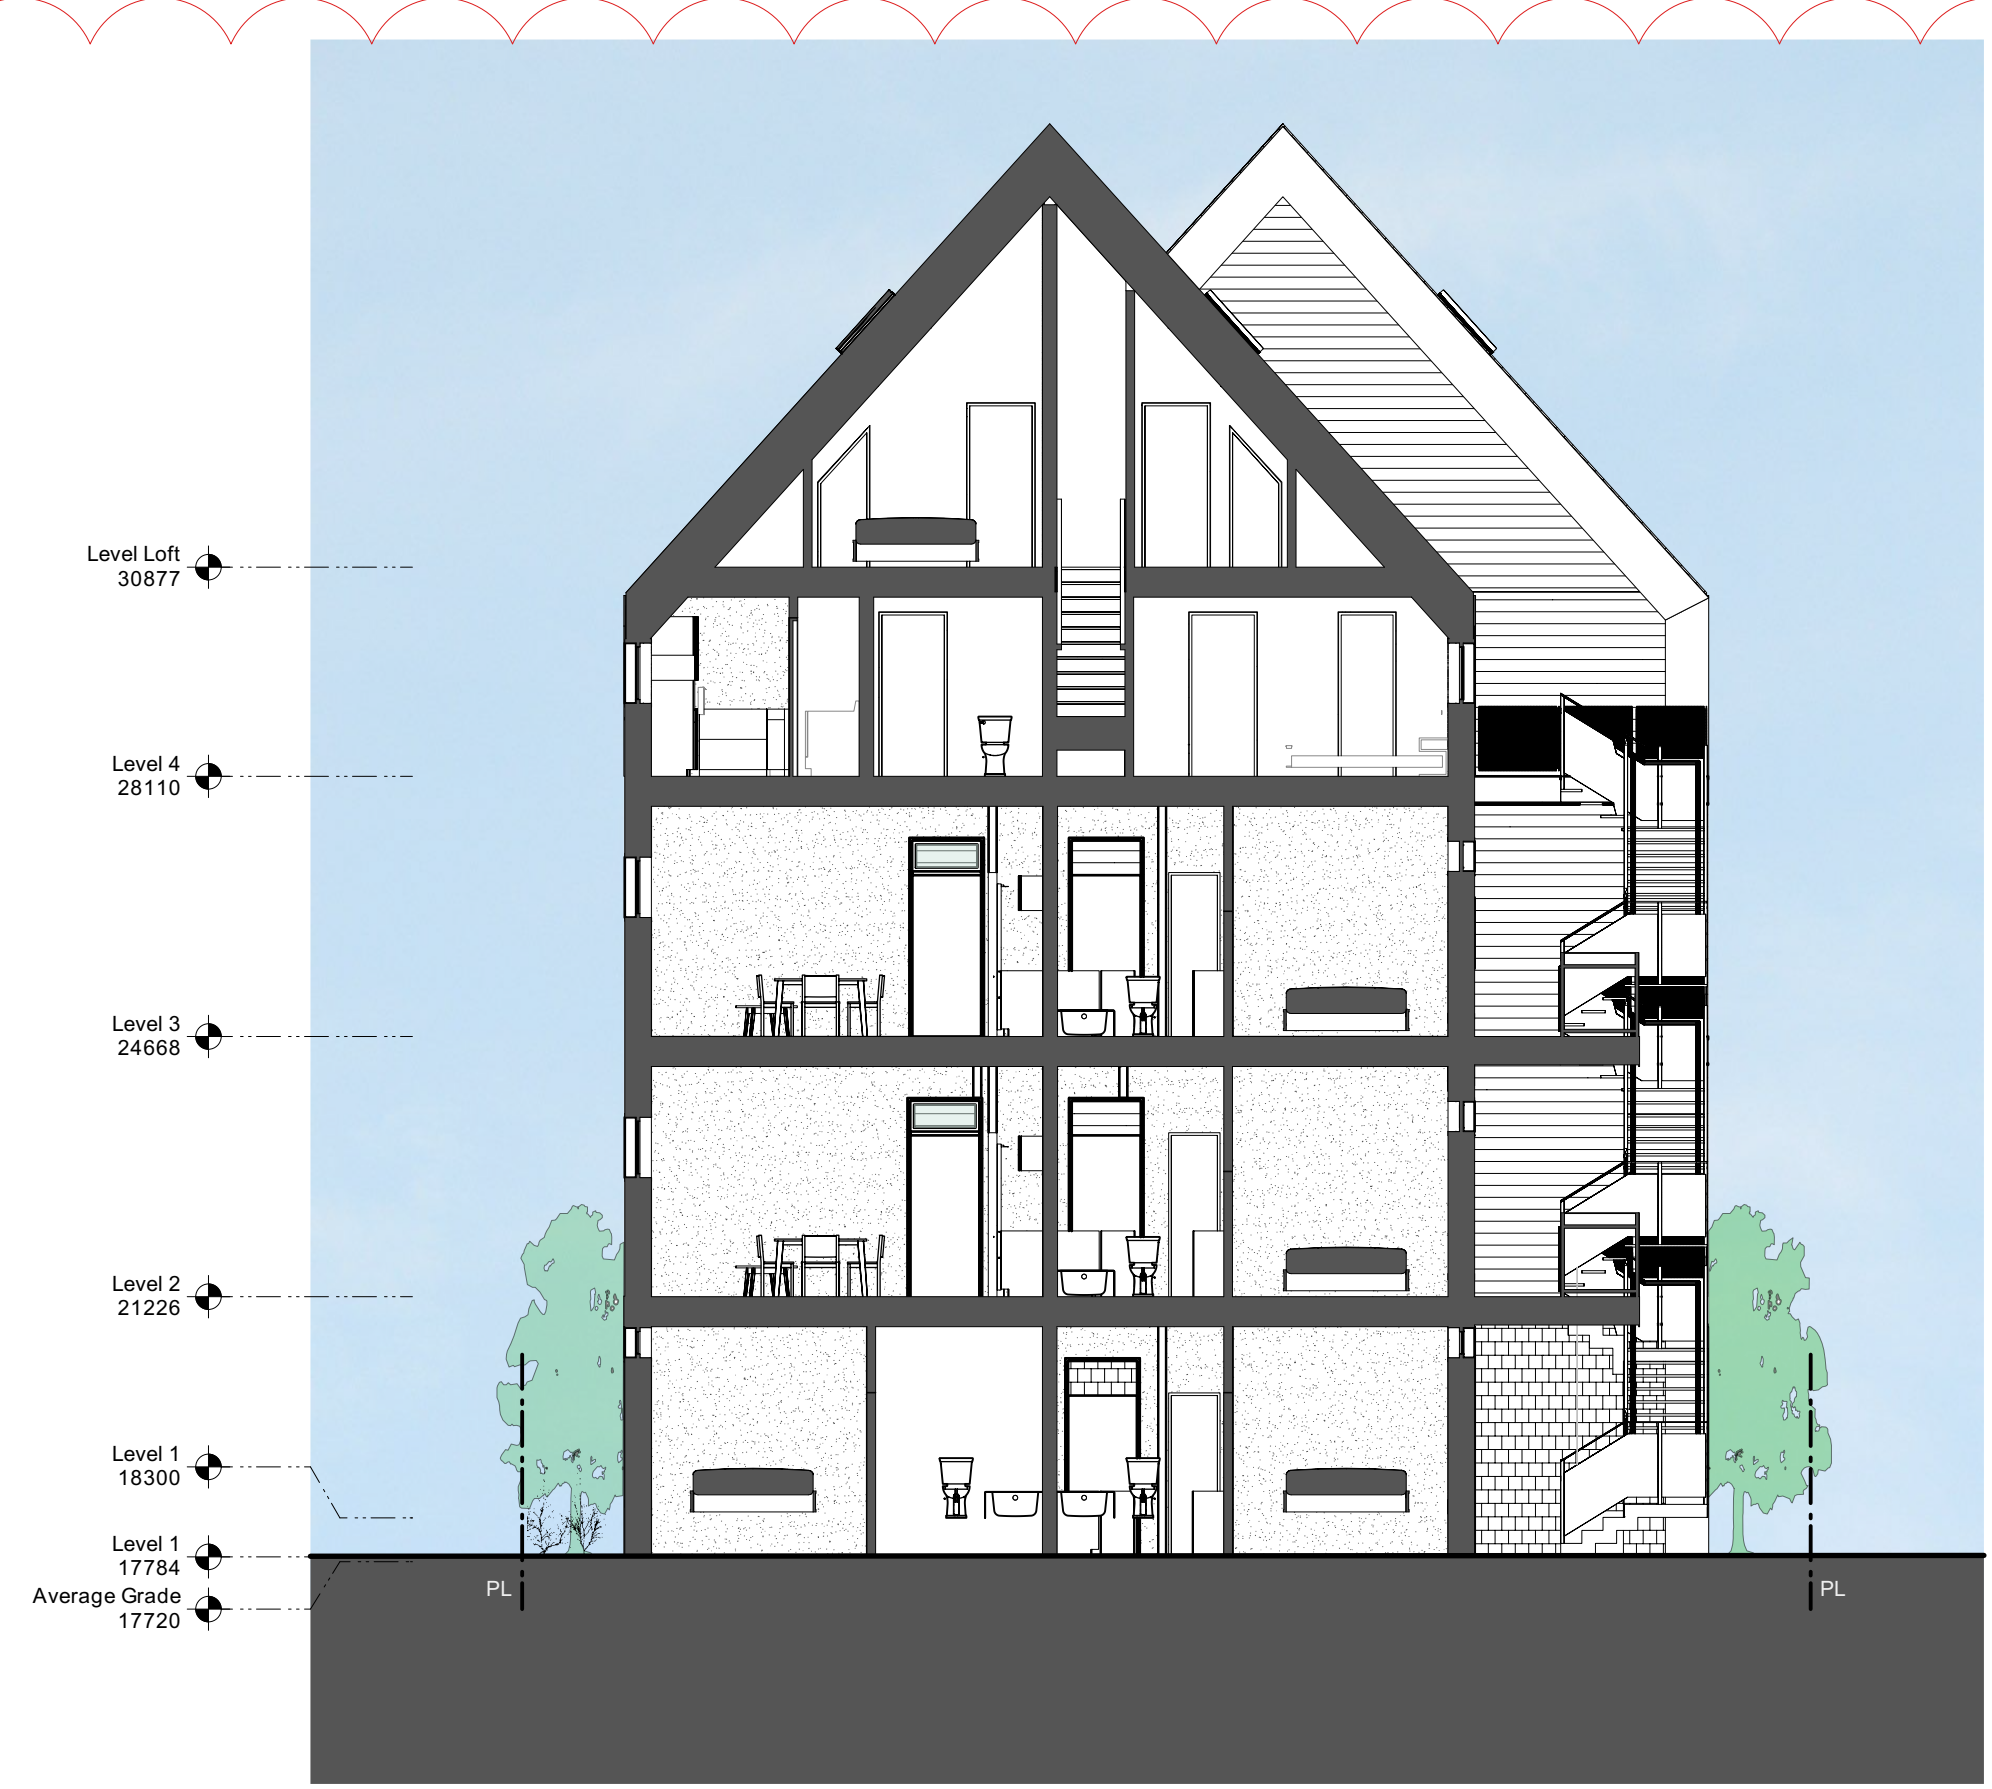 Level Loft
30877
Level 4
28110
Level 3
24668
Level 2
21226
Level 1
18300
Level 1
17784
Average Grade
17720
PL
PL